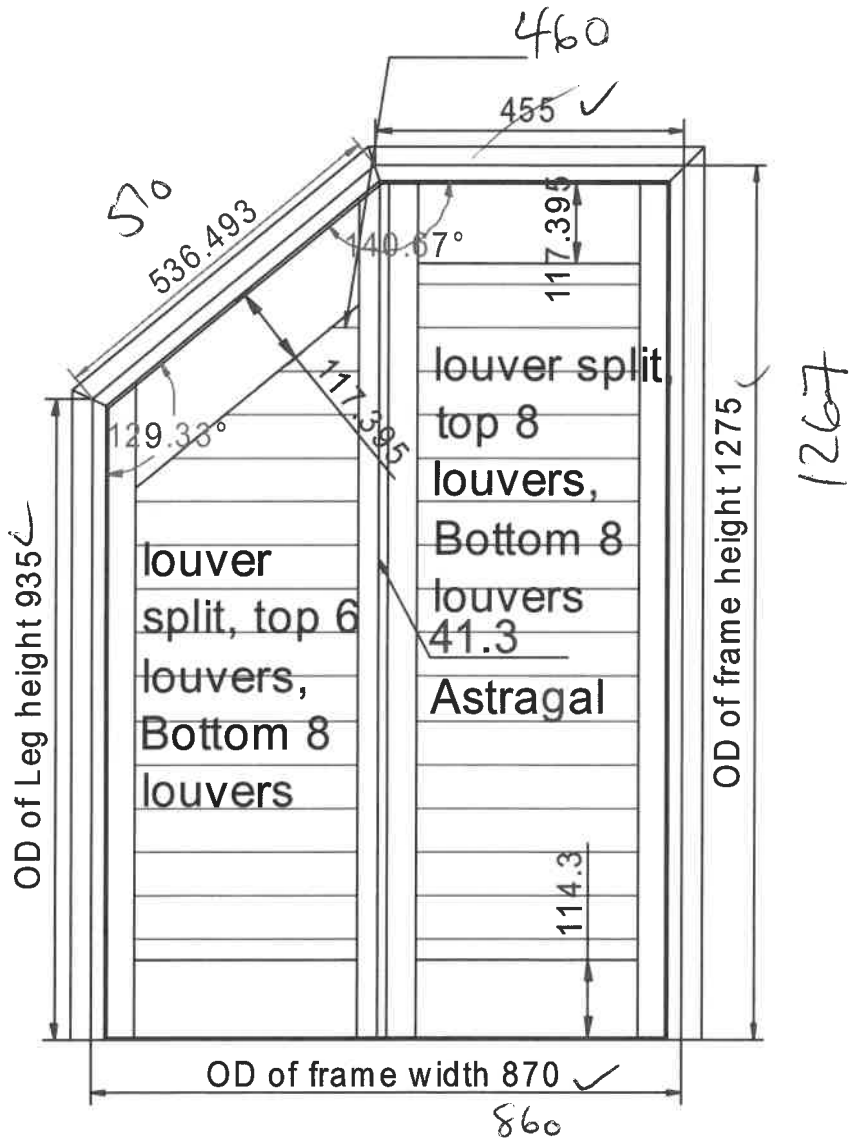 460
455 ✓
570
536.493
140.67°
117.395
129.33°
117.395
louver split,
top 8
louvers,
Bottom 8
louvers
41.3
Astragal
louver
split, top 6
louvers,
Bottom 8
louvers
OD of Leg height 935 ✓
OD of frame height 1275 ✓
1267
114.3
OD of frame width 870 ✓
860